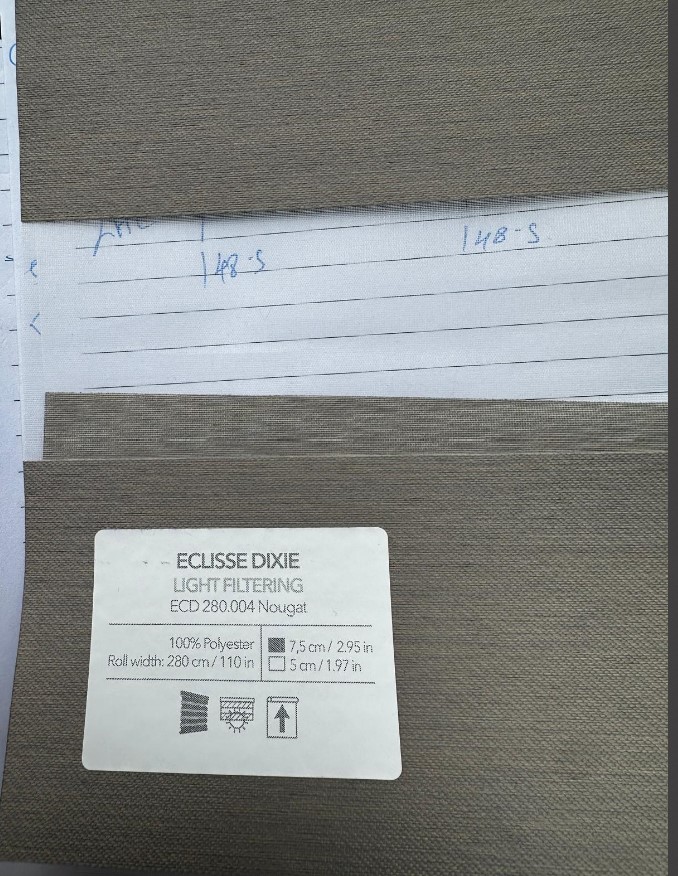 148-S
148-S
ECLISSE DIXIE
LIGHT FILTERING
ECD 280.004 Nougat
100% Polyester
Roll width: 280 cm / 110 in
7,5 cm / 2.95 in
5 cm / 1.97 in